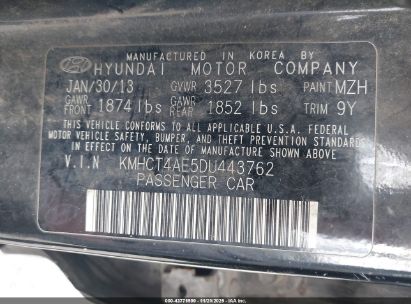 MANUFACTURED IN KOREA BY
HYUNDAI MOTOR COMPANY
JAN/30/13 GVWR 3527 lbs PAINT MZH
GAWR FRONT 1874 lbs GAWR REAR 1852 lbs TRIM 9Y
THIS VEHICLE CONFORMS TO ALL APPLICABLE U.S.A. FEDERAL
MOTOR VEHICLE SAFETY, BUMPER, AND THEFT PREVENTION STANDARDS
IN EFFECT ON THE DATE OF MANUFACTURE SHOWN ABOVE.
V.I.N KMHCT4AE5DU443762
PASSENGER CAR